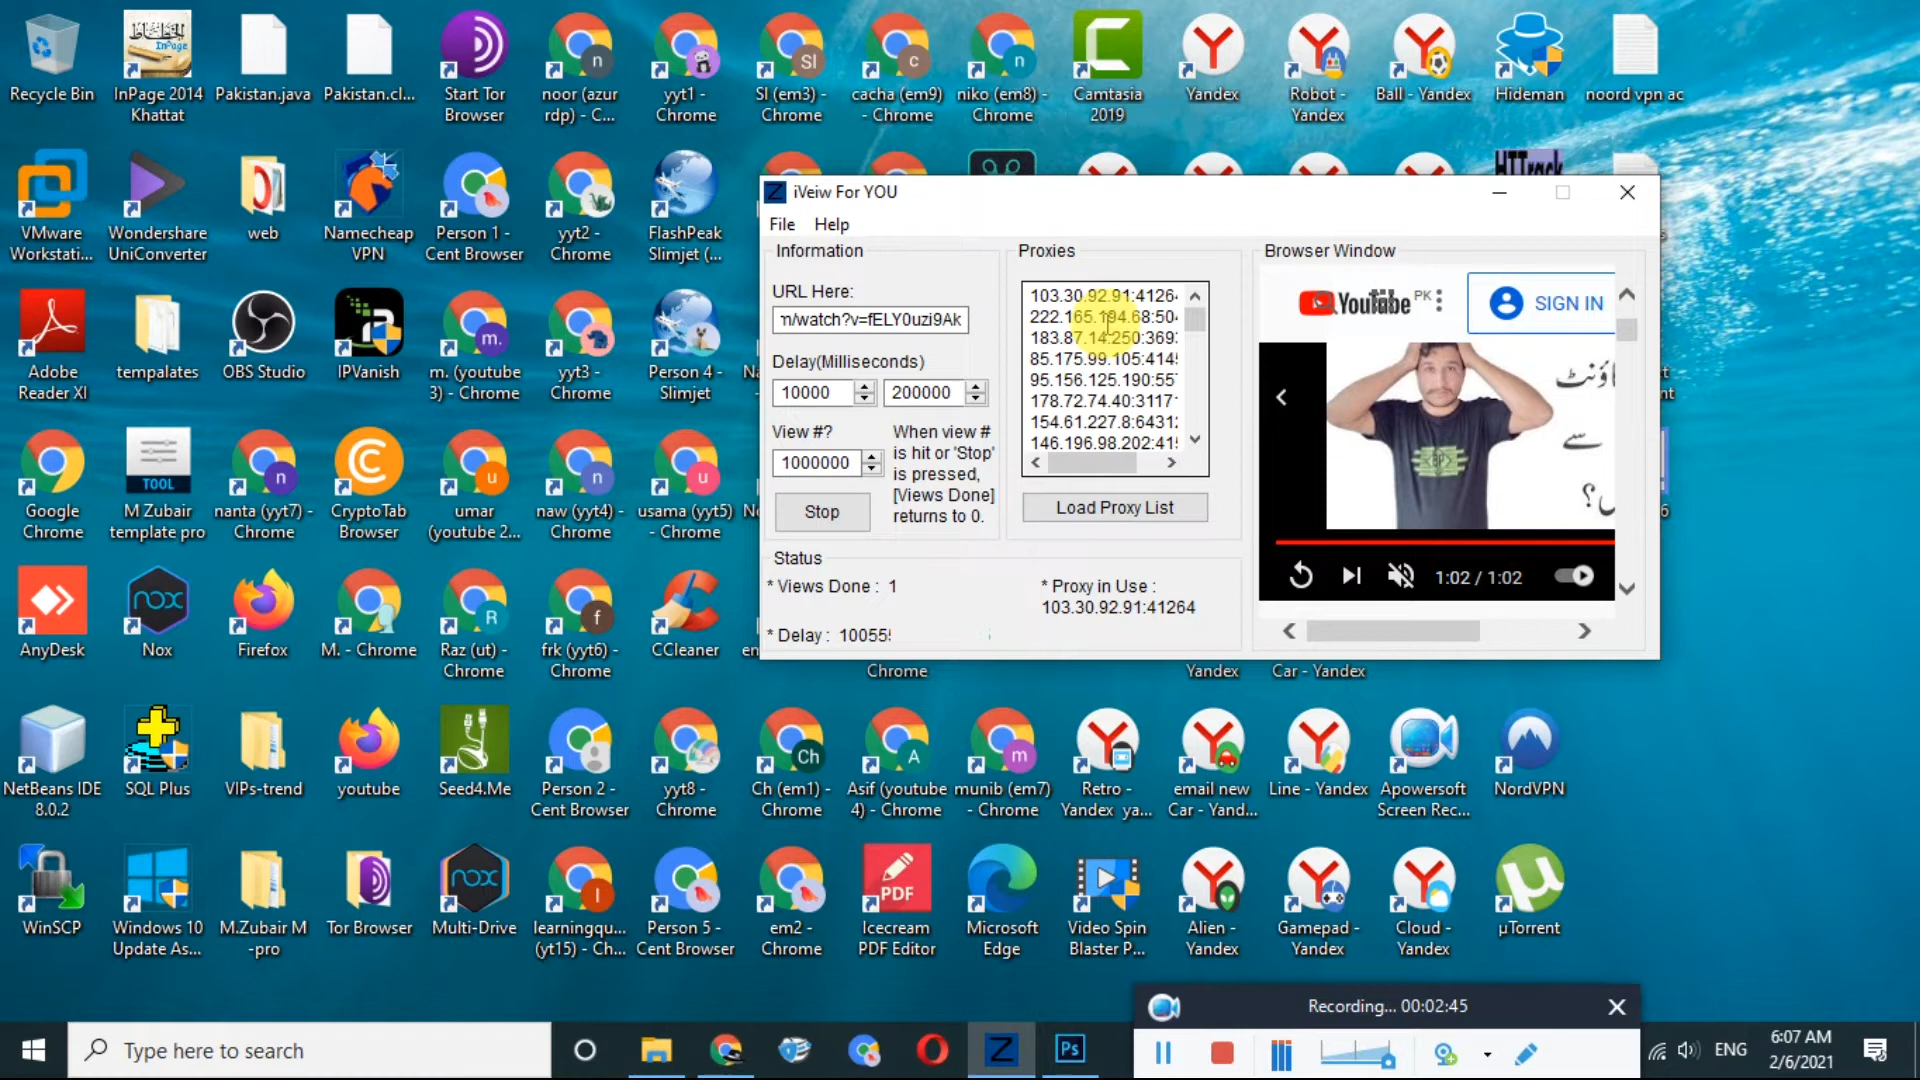 Recycle Bin
InPage 2014
Khattat
Pakistan.java
Pakistan.cl...
Start Tor
Browser
noor (azur
rdp) - C...
yyt1 -
Chrome
Sl (em3) -
Chrome
cacha (em9)
- Chrome
niko (em8) -
Chrome
Camtasia
2019
Yandex
Robot -
Yandex
Ball - Yandex
Hideman
noord vpn ac
VMware
Workstati...
Wondershare
UniConverter
web
Namecheap
VPN
Person 1 -
Cent Browser
yyt2 -
Chrome
FlashPeak
Slimjet (...
iVeiw For YOU
File Help
Information
URL Here:
n/watch?v=fELY0uzi9Ak
Delay(Milliseconds)
10000
200000
View #?
1000000
When view #
is hit or 'Stop'
is pressed,
[Views Done]
returns to 0.
Stop
Proxies
103.30.92.91:41264
222.165.194.68:504
183.87.14.250:369
85.175.99.105:414
95.156.125.190:55
178.72.74.40:3117
154.61.227.8:6431
146.196.98.202:41
Load Proxy List
Browser Window
YouTube PK
SIGN IN
سے
1:02 / 1:02
Status
* Views Done : 1
* Proxy in Use :
103.30.92.91:41264
* Delay : 10055
Adobe
Reader XI
tempalates
OBS Studio
IPVanish
m. (youtube
3) - Chrome
yyt3 -
Chrome
Person 4 -
Slimjet
Google
Chrome
TOOL
M Zubair
template pro
nanta (yyt7) -
Chrome
CryptoTab
Browser
umar
(youtube 2...
naw (yyt4) -
Chrome
usama (yyt5)
- Chrome
AnyDesk
Nox
Firefox
M. - Chrome
Raz (ut) -
Chrome
frk (yyt6) -
Chrome
CCleaner
Chrome
Yandex
Car - Yandex
NetBeans IDE
8.0.2
SQL Plus
VIPs-trend
youtube
Seed4.Me
Person 2 -
Cent Browser
yyt8 -
Chrome
Ch (em1) -
Chrome
Asif (youtube
4) - Chrome
munib (em7)
- Chrome
Retro -
Yandex ya...
email new
Car - Yand...
Line - Yandex
Apowersoft
Screen Rec...
NordVPN
WinSCP
Windows 10
Update As...
M.Zubair M
-pro
Tor Browser
Multi-Drive
learningqu...
(yt15) - Ch...
Person 5 -
Cent Browser
em2 -
Chrome
PDF
Icecream
PDF Editor
Microsoft
Edge
Video Spin
Blaster P...
Alien -
Yandex
Gamepad -
Yandex
Cloud -
Yandex
µTorrent
Recording... 00:02:45
Type here to search
Ps
ENG
6:07 AM
2/6/2021